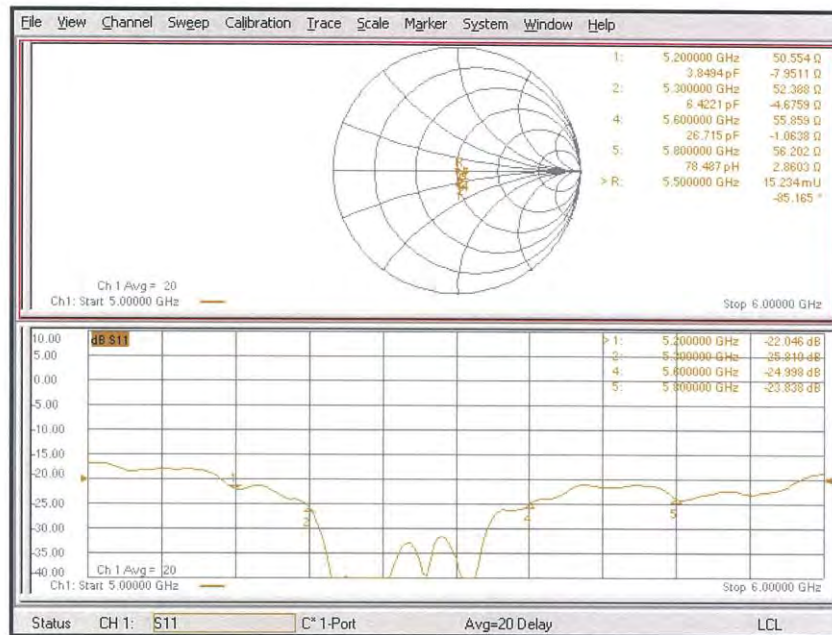 File View Channel Sweep Calibration Trace Scale Marker System Window Help
1: 5.200000 GHz 50.554 Ω
3.8494 pF -7.9511 Ω
2: 5.300000 GHz 52.388 Ω
6.4221 pF -4.6759 Ω
4: 5.600000 GHz 55.859 Ω
26.715 pF -1.0638 Ω
5: 5.800000 GHz 56.202 Ω
78.487 pH 2.8603 Ω
> R: 5.500000 GHz 15.234 mU
-85.165 °
Ch 1 Avg = 20
Ch1: Start 5.00000 GHz Stop 6.00000 GHz
10.00 dB S11 > 1: 5.200000 GHz -22.046 dB
5.00 2: 5.300000 GHz -25.810 dB
0.00 4: 5.600000 GHz -24.998 dB
-5.00 5: 5.800000 GHz -23.838 dB
-10.00
-15.00
-20.00 1
-25.00
2 4 5
-30.00
-35.00
-40.00 Ch 1 Avg = 20
Ch1: Start 5.00000 GHz Stop 6.00000 GHz
Status CH 1: S11 C* 1-Port Avg=20 Delay LCL